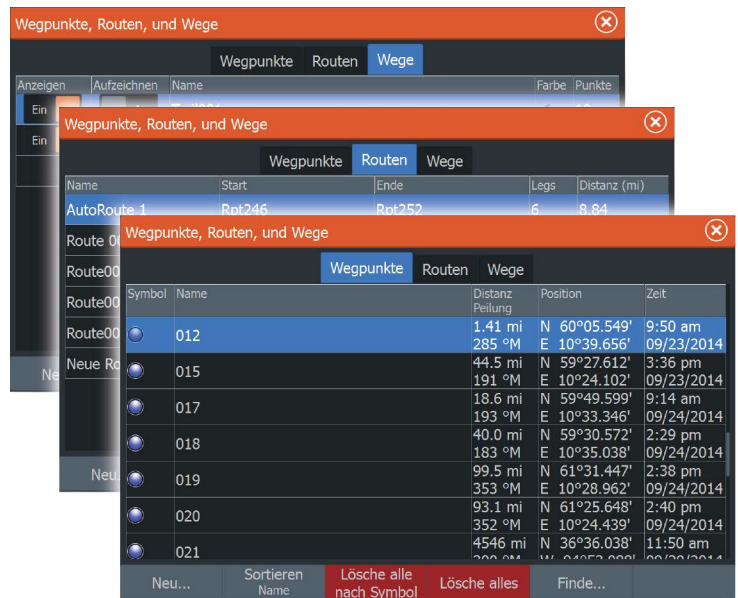 Wegpunkte, Routen, und Wege
Wegpunkte Routen Wege
Anzeigen Aufzeichnen Name Farbe Punkte
Ein
Ein
Wegpunkte, Routen, und Wege
Wegpunkte Routen Wege
Name Start Ende Legs Distanz (mi)
AutoRoute 1 Rpt246 Rpt252 6 8.84
Route
Route00
Route00
Route00
Neue
Wegpunkte, Routen, und Wege
Wegpunkte Routen Wege
Symbol Name Distanz Position Zeit
Peilung
012 1.41 mi N 60°05.549' 9:50 am
285 °M E 10°39.656' 09/23/2014
015 44.5 mi N 59°27.612' 3:36 pm
191 °M E 10°24.102' 09/23/2014
017 18.6 mi N 59°49.599' 9:14 am
193 °M E 10°33.346' 09/24/2014
018 40.0 mi N 59°30.572' 2:29 pm
183 °M E 10°35.038' 09/24/2014
019 99.5 mi N 61°31.447' 2:38 pm
353 °M E 10°28.962' 09/24/2014
020 93.1 mi N 61°25.648' 2:40 pm
352 °M E 10°24.439' 09/24/2014
021 4546 mi N 36°36.038' 11:50 am
Neu... Sortieren Lösche alle Lösche alles Finde...
Name nach Symbol